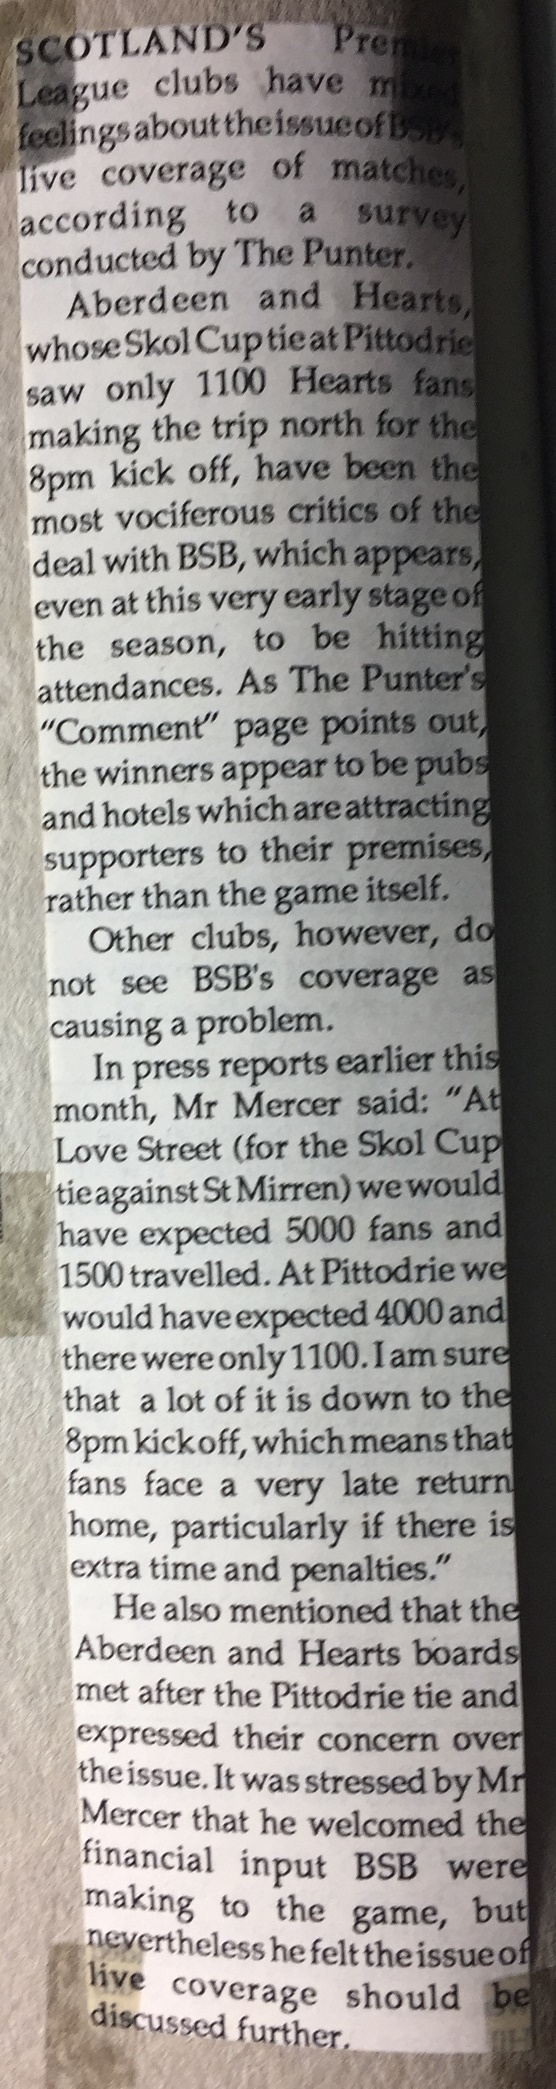 SCOTLAND'S Premier
League clubs have mixed
feelings about the issue of BSB's
live coverage of matches,
according to a survey
conducted by The Punter.
Aberdeen and Hearts,
whose Skol Cup tie at Pittodrie
saw only 1100 Hearts fans
making the trip north for the
8pm kick off, have been the
most vociferous critics of the
deal with BSB, which appears,
even at this very early stage of
the season, to be hitting
attendances. As The Punter's
"Comment" page points out,
the winners appear to be pubs
and hotels which are attracting
supporters to their premises,
rather than the game itself.
Other clubs, however, do
not see BSB's coverage as
causing a problem.
In press reports earlier this
month, Mr Mercer said: "At
Love Street (for the Skol Cup
tie against St Mirren) we would
have expected 5000 fans and
1500 travelled. At Pittodrie we
would have expected 4000 and
there were only 1100. I am sure
that a lot of it is down to the
8pm kick off, which means that
fans face a very late return
home, particularly if there is
extra time and penalties."
He also mentioned that the
Aberdeen and Hearts boards
met after the Pittodrie tie and
expressed their concern over
the issue. It was stressed by Mr
Mercer that he welcomed the
financial input BSB were
making to the game, but
nevertheless he felt the issue of
live coverage should be
discussed further.